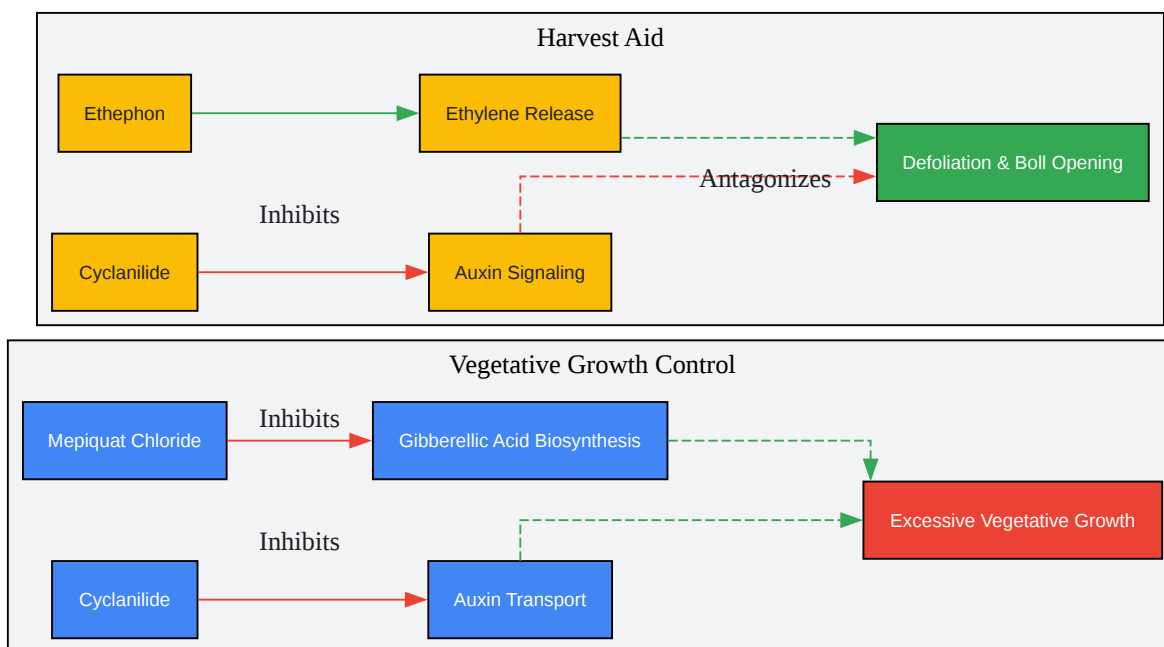 Harvest Aid
Ethephon
Ethylene Release
Defoliation & Boll Opening
Antagonizes
Inhibits
Cyclanilide
Auxin Signaling
Vegetative Growth Control
Mepiquat Chloride
Inhibits
Gibberellic Acid Biosynthesis
Excessive Vegetative Growth
Inhibits
Cyclanilide
Auxin Transport